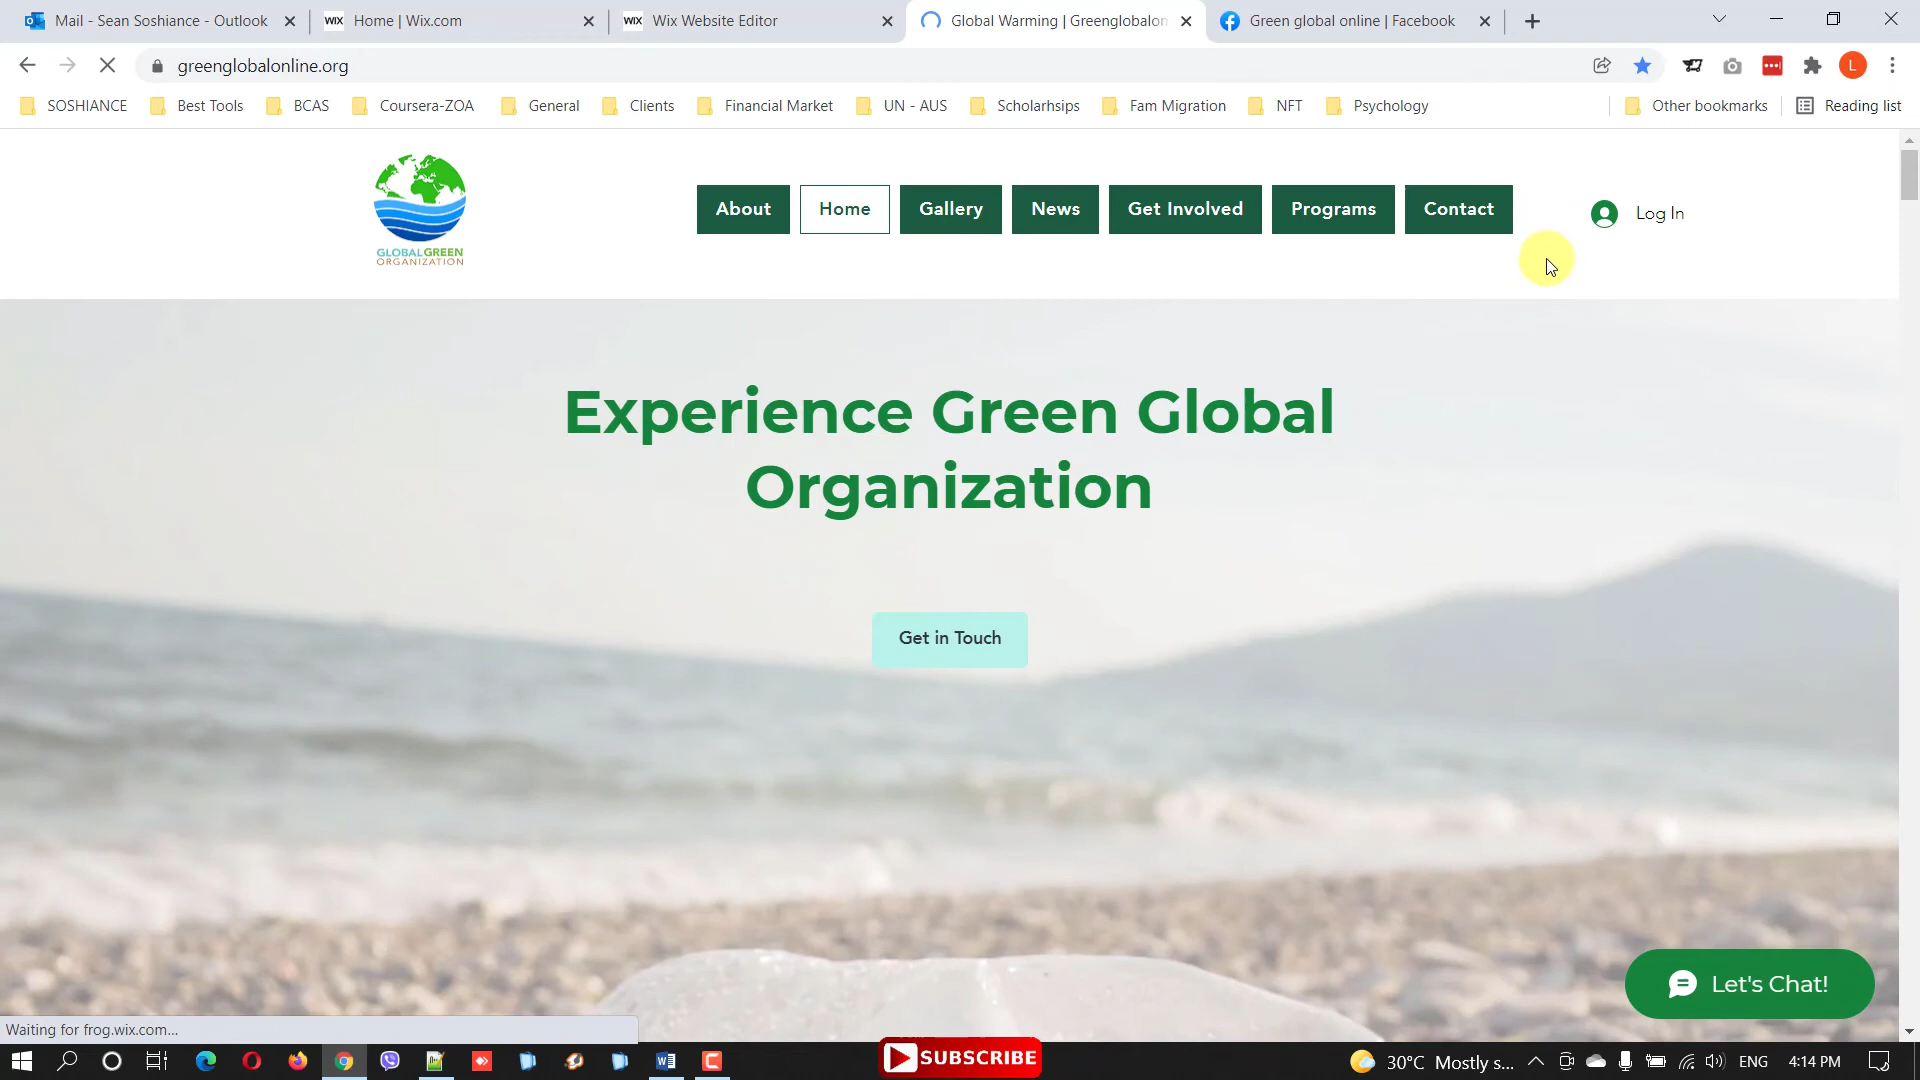 Mail - Sean Soshiance - Outlook
WIX Home | Wix.com
WIX Wix Website Editor
Global Warming | Greenglobalon
Green global online | Facebook
greenglobalonline.org
L
SOSHIANCE Best Tools BCAS Coursera-ZOA General Clients Financial Market UN - AUS Scholarhsips Fam Migration NFT Psychology Other bookmarks Reading list
GLOBALGREEN
ORGANIZATION
About Home Gallery News Get Involved Programs Contact
Log In
Experience Green Global
Organization
Get in Touch
Let's Chat!
Waiting for frog.wix.com...
SUBSCRIBE
30°C Mostly s...
ENG
4:14 PM